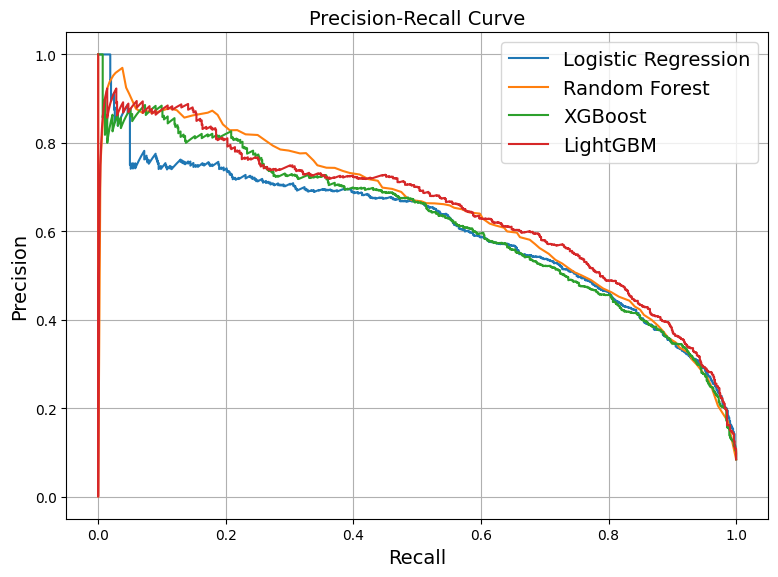 Precision-Recall Curve
Logistic Regression
Random Forest
XGBoost
LightGBM
Precision
1.0
0.8
0.6
0.4
0.2
0.0
0.0 0.2 0.4 0.6 0.8 1.0
Recall